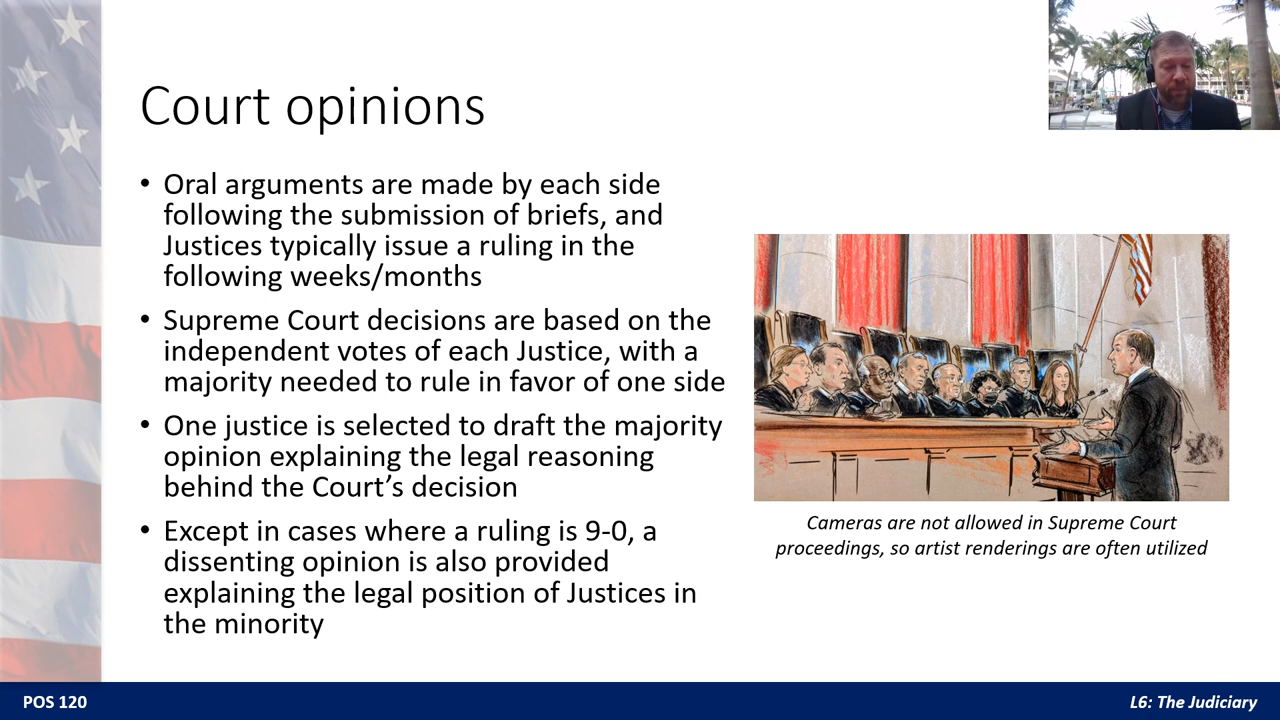 Court opinions
• Oral arguments are made by each side
following the submission of briefs, and
Justices typically issue a ruling in the
following weeks/months
• Supreme Court decisions are based on the
independent votes of each Justice, with a
majority needed to rule in favor of one side
• One justice is selected to draft the majority
opinion explaining the legal reasoning
behind the Court’s decision
• Except in cases where a ruling is 9-0, a
dissenting opinion is also provided
explaining the legal position of Justices in
the minority
Cameras are not allowed in Supreme Court
proceedings, so artist renderings are often utilized
POS 120
L6: The Judiciary